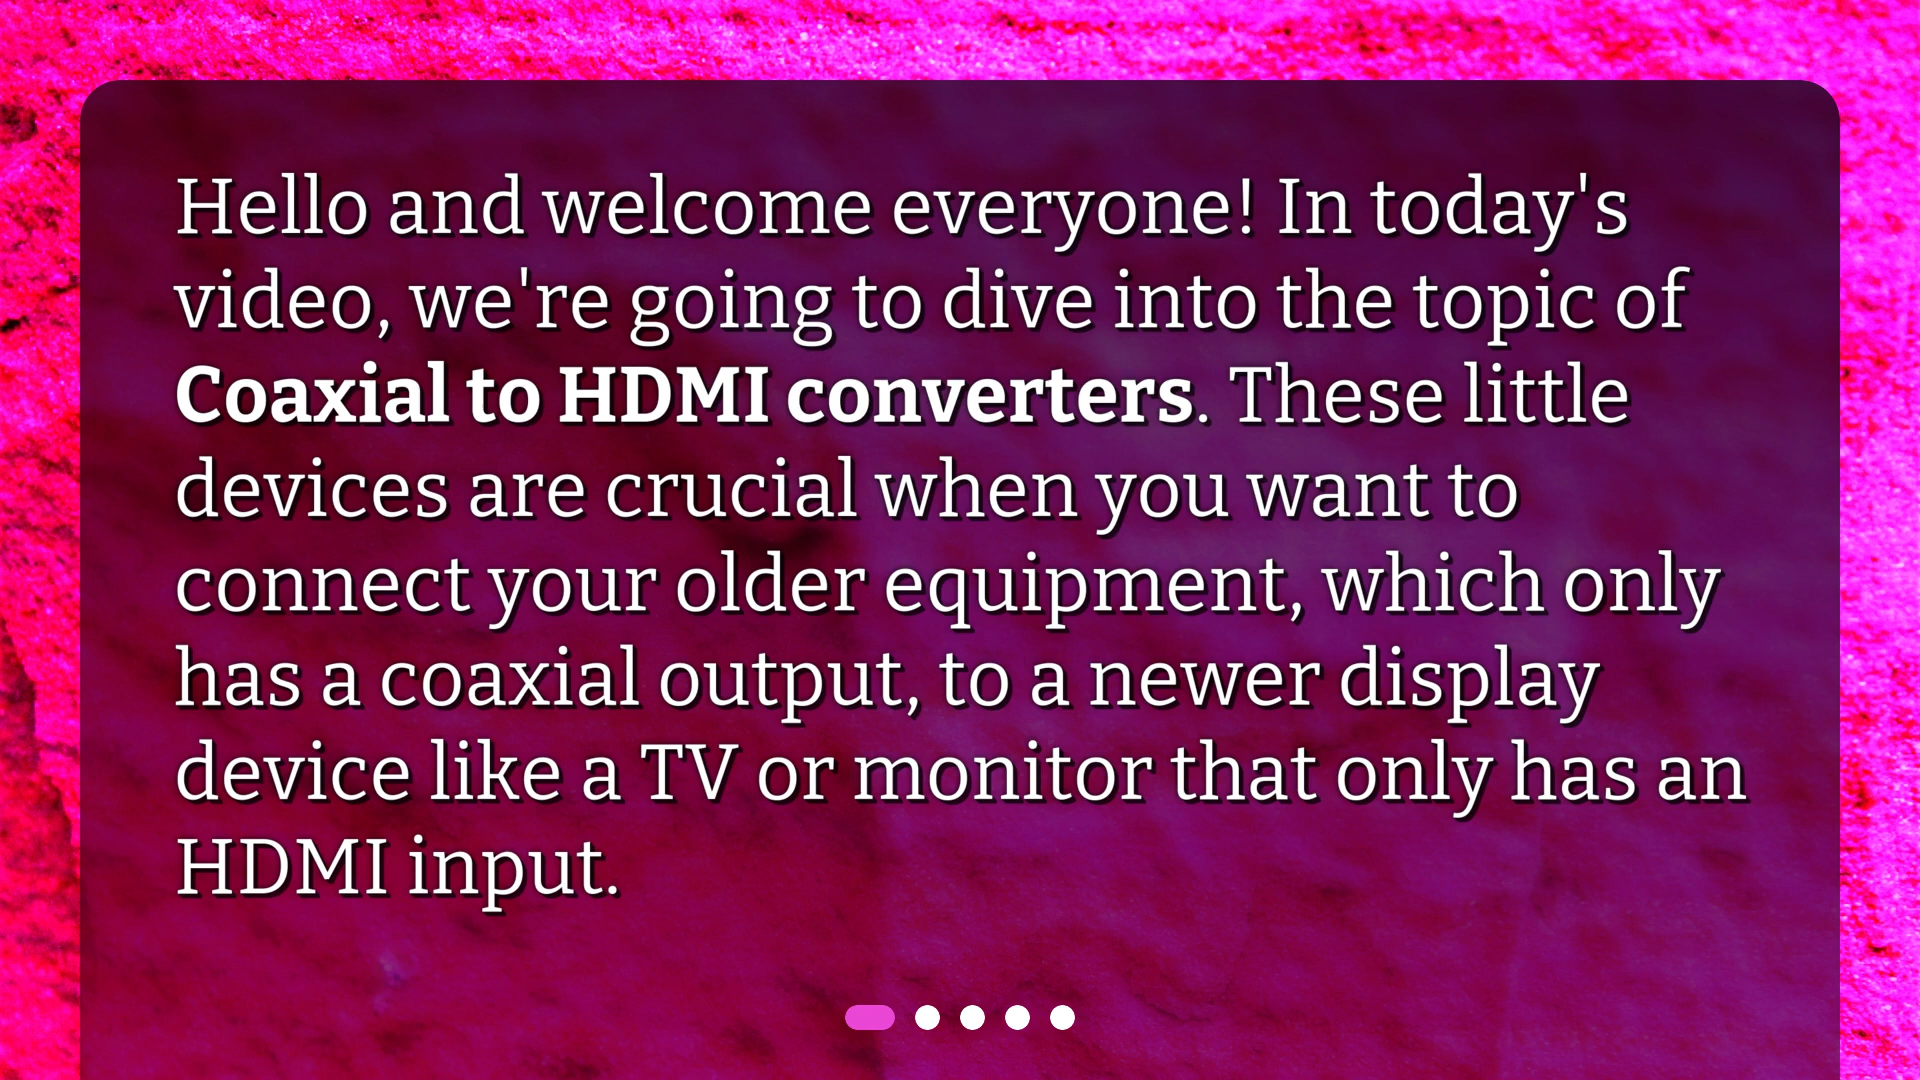 Hello and welcome everyone! In today's
video, we're going to dive into the topic of
Coaxial to HDMI converters. These little
devices are crucial when you want to
connect your older equipment, which only
has a coaxial output, to a newer display
device like a TV or monitor that only has an
HDMI input.